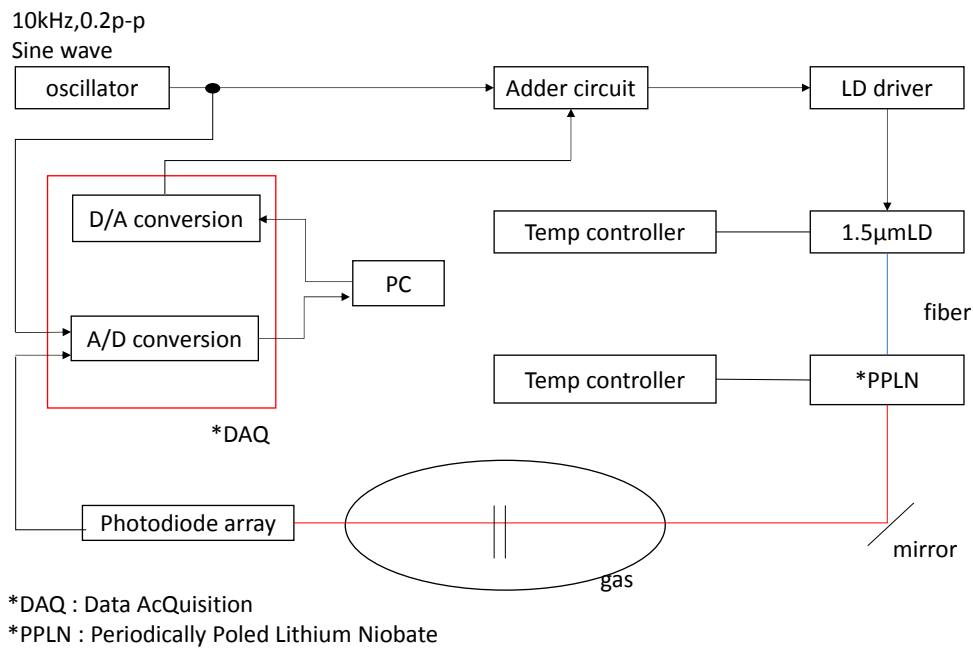 10kHz,0.2p-p
Sine wave
oscillator
Adder circuit
LD driver
D/A conversion
Temp controller
1.5μmLD
PC
fiber
A/D conversion
Temp controller
*PPLN
*DAQ
Photodiode array
mirror
gas
*DAQ : Data AcQuisition
*PPLN : Periodically Poled Lithium Niobate